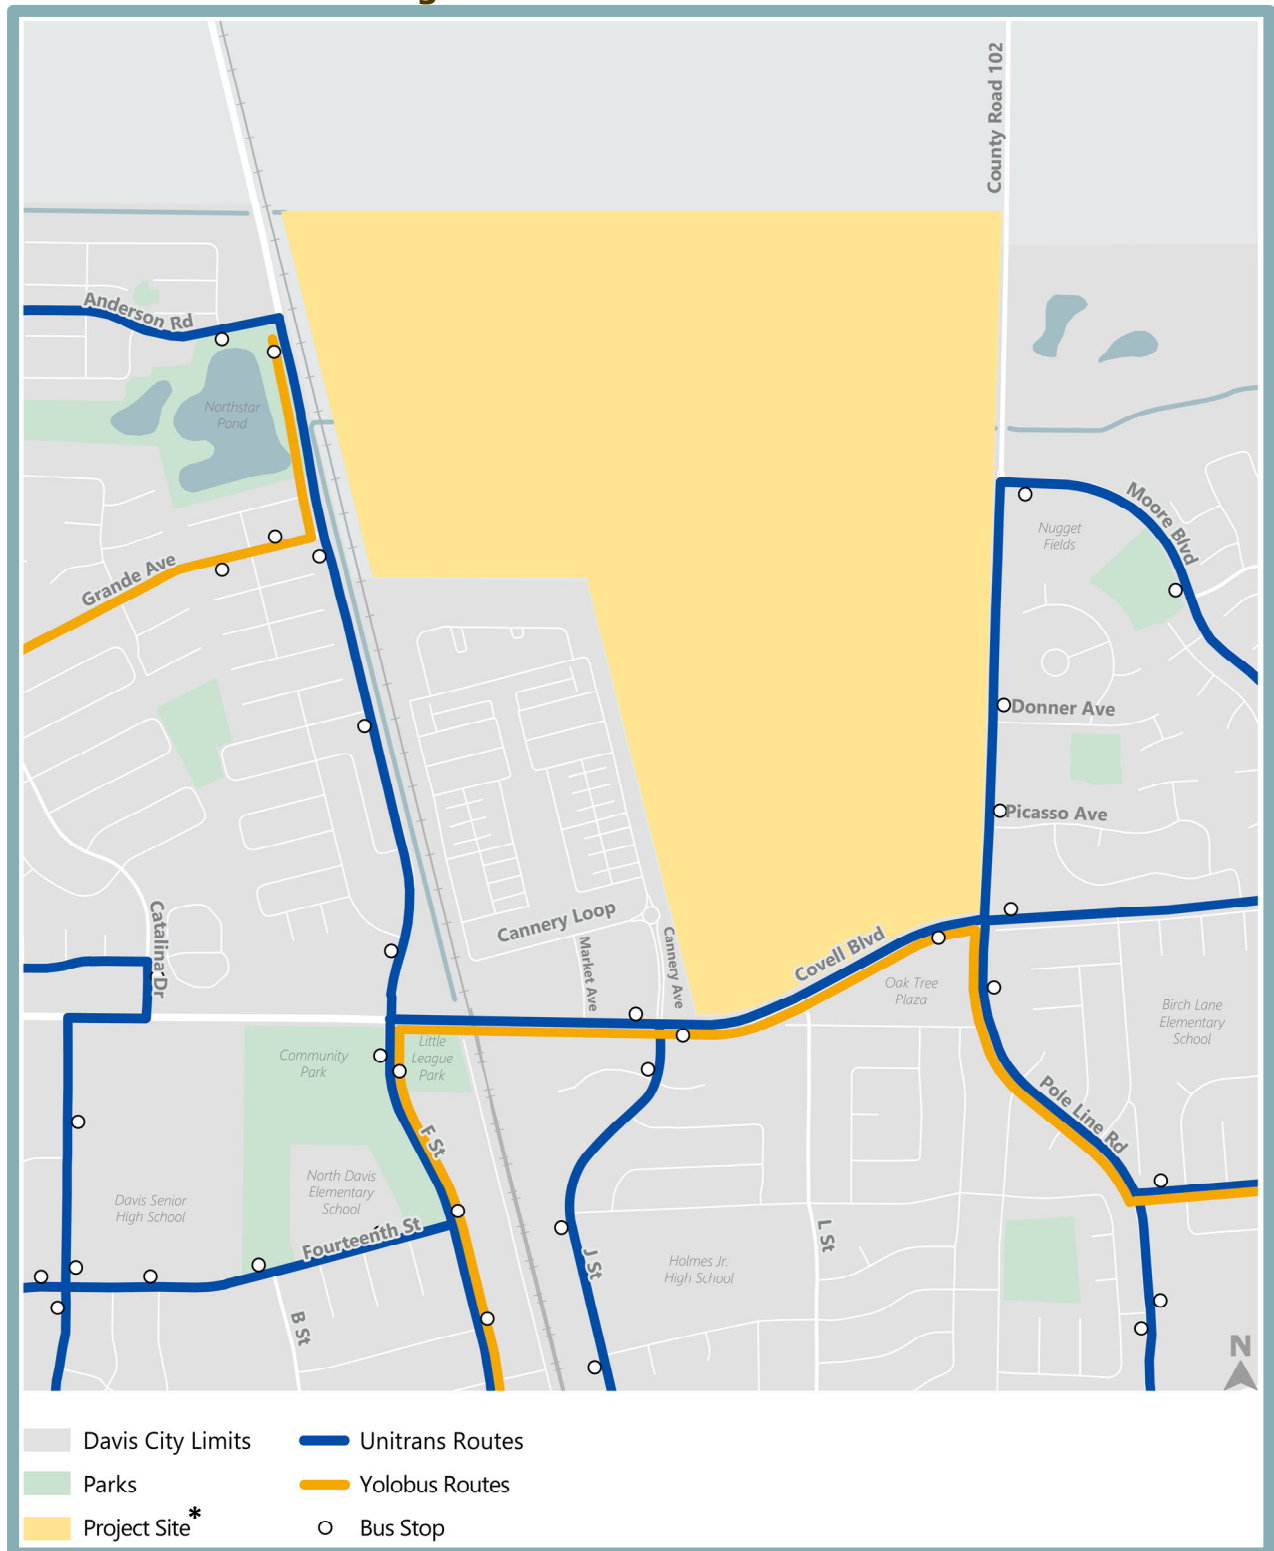 County Road 102
Anderson Rd
Northstar
Pond
Moore Blvd
Nugget
Fields
Grande Ave
Donner Ave
Picasso Ave
Catalina Dr
Cannery Loop
Market Ave
Cannery Ave
Covell Blvd
Oak Tree
Plaza
Birch Lane
Elementary
School
Community
Park
Little
League
Park
F St
Pole Line Rd
North Davis
Elementary
School
Davis Senior
High School
Fourteenth St
J St
L St
Holmes Jr.
High School
B St
N
Davis City Limits
Unitrans Routes
Parks
Yolobus Routes
Project Site*
Bus Stop